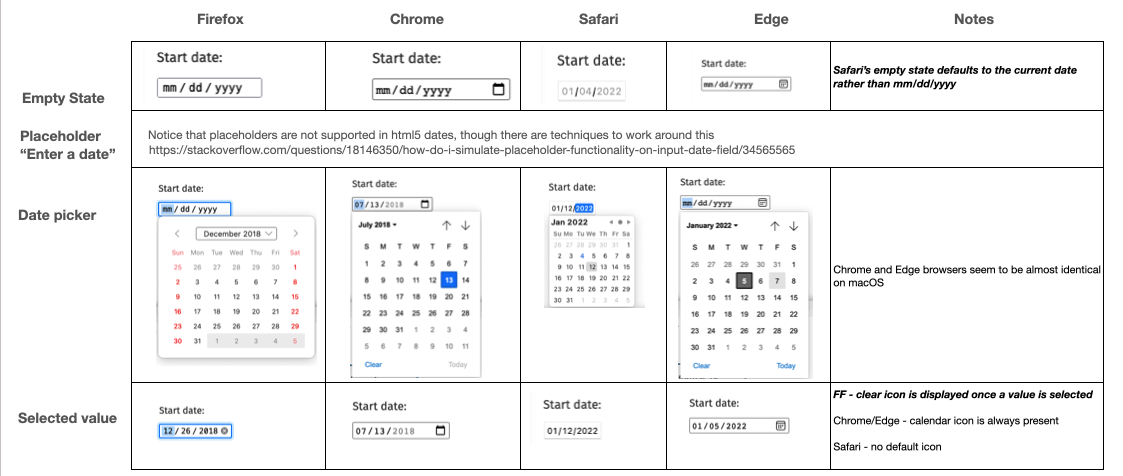 Firefox Chrome Safari Edge Notes
Empty State
Start date:
mm / dd / yyyy
Start date:
mm/dd/yyyy
Start date:
01/04/2022
Start date:
mm/dd/yyyy
Safari's empty state defaults to the current date
rather than mm/dd/yyyy
Placeholder
“Enter a date”
Notice that placeholders are not supported in html5 dates, though there are techniques to work around this
https://stackoverflow.com/questions/18146350/how-do-i-simulate-placeholder-functionality-on-input-date-field/34565565
Date picker
Start date:
mm / dd / yyyy
December 2018
Sun Mon Tue Wed Thu Fri Sat
25 26 27 28 29 30 1
2 3 4 5 6 7 8
9 10 11 12 13 14 15
16 17 18 19 20 21 22
23 24 25 26 27 28 29
30 31 1 2 3 4 5
Start date:
07/13/2018
July 2018
S M T W T F S
1 2 3 4 5 6 7
8 9 10 11 12 13 14
15 16 17 18 19 20 21
22 23 24 25 26 27 28
29 30 31 1 2 3 4
5 6 7 8 9 10 11
Clear Today
Start date:
01/12/2022
Jan 2022
Su Mo Tu We Th Fr Sa
26 27 28 29 30 31 1
2 3 4 5 6 7 8
9 10 11 12 13 14 15
16 17 18 19 20 21 22
23 24 25 26 27 28 29
30 31 1 2 3 4 5
Start date:
mm/dd/yyyy
January 2022
S M T W T F S
26 27 28 29 30 31 1
2 3 4 5 6 7 8
9 10 11 12 13 14 15
16 17 18 19 20 21 22
23 24 25 26 27 28 29
30 31 1 2 3 4 5
Clear Today
Chrome and Edge browsers seem to be almost identical
on macOS
Selected value
Start date:
12 / 26 / 2018
Start date:
07/13/2018
Start date:
01/12/2022
Start date:
01/05/2022
FF - clear icon is displayed once a value is selected
Chrome/Edge - calendar icon is always present
Safari - no default icon